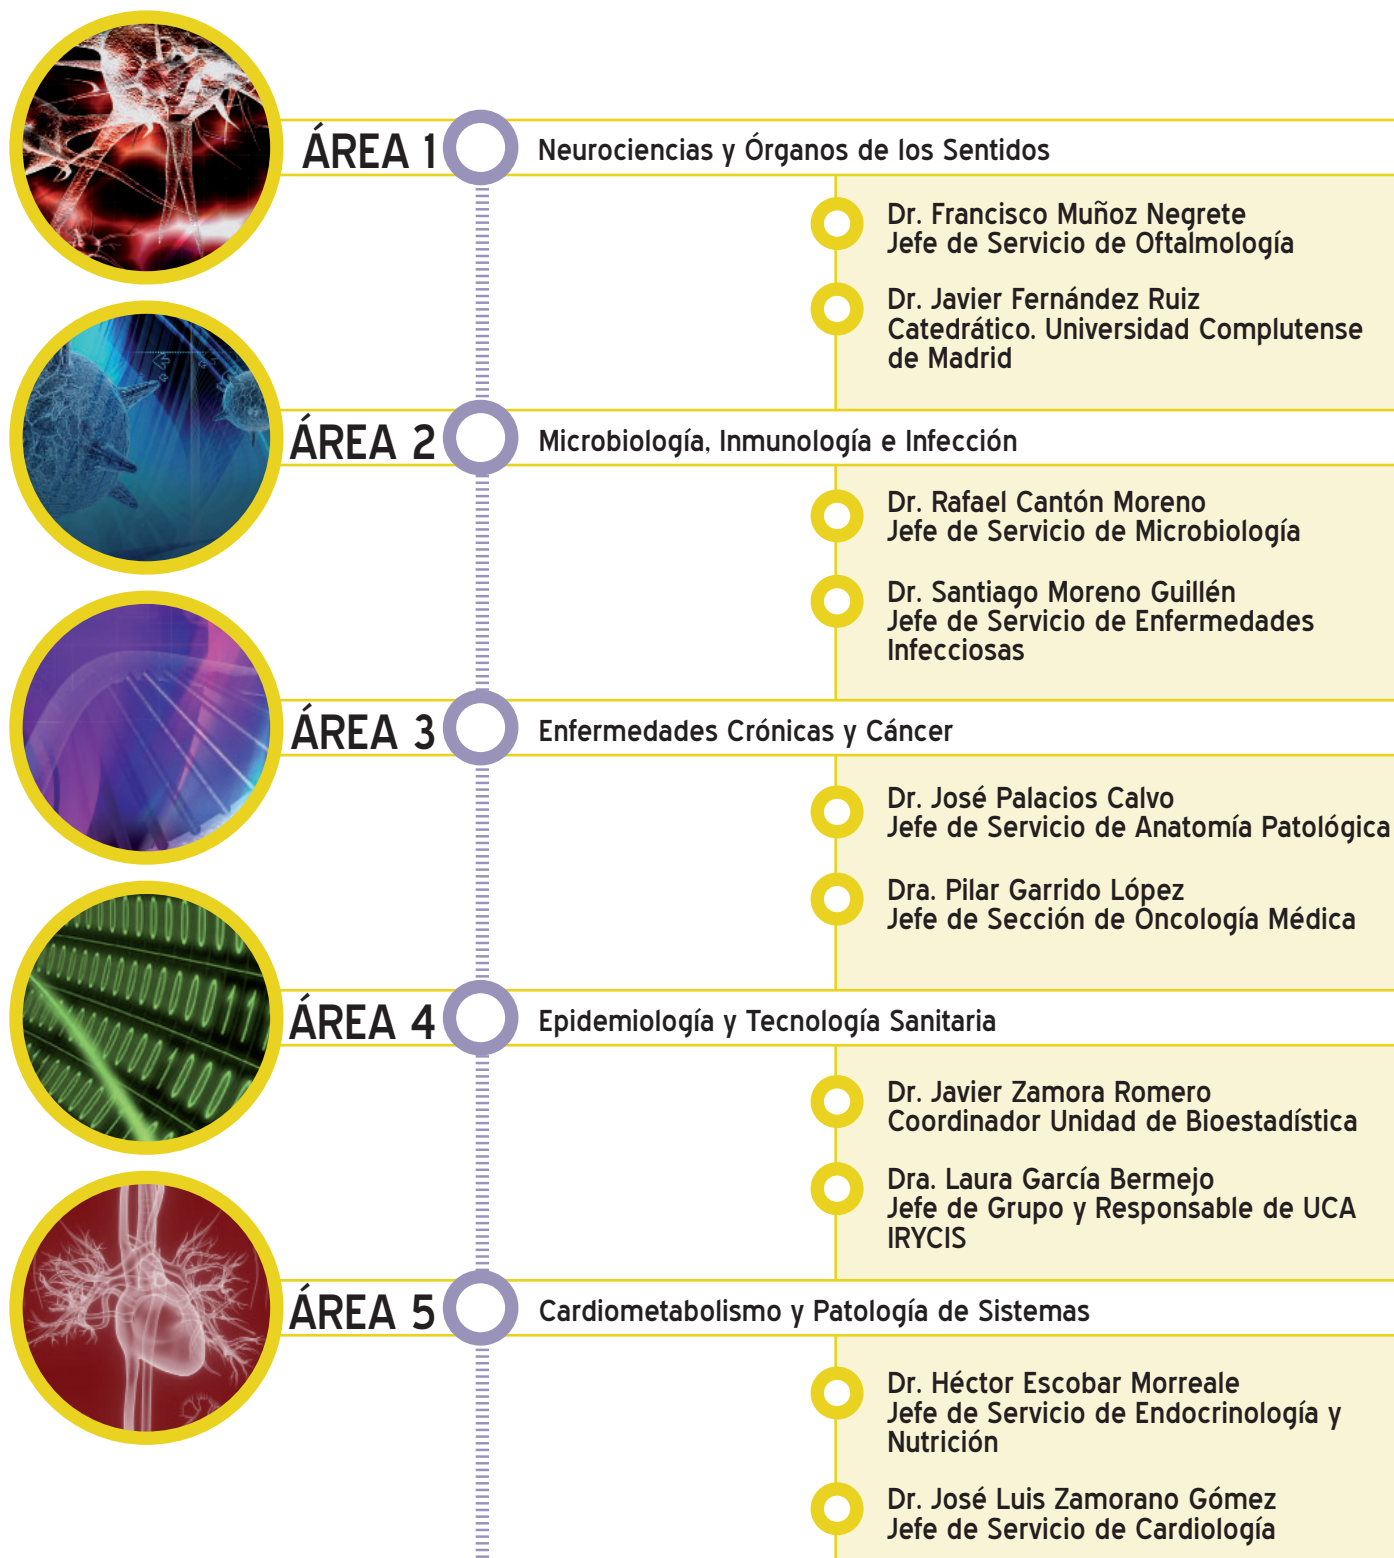 ÁREA 1
Neurociencias y Órganos de los Sentidos
Dr. Francisco Muñoz Negrete
Jefe de Servicio de Oftalmología
Dr. Javier Fernández Ruiz
Catedrático. Universidad Complutense
de Madrid
ÁREA 2
Microbiología, Inmunología e Infección
Dr. Rafael Cantón Moreno
Jefe de Servicio de Microbiología
Dr. Santiago Moreno Guillén
Jefe de Servicio de Enfermedades
Infecciosas
ÁREA 3
Enfermedades Crónicas y Cáncer
Dr. José Palacios Calvo
Jefe de Servicio de Anatomía Patológica
Dra. Pilar Garrido López
Jefe de Sección de Oncología Médica
ÁREA 4
Epidemiología y Tecnología Sanitaria
Dr. Javier Zamora Romero
Coordinador Unidad de Bioestadística
Dra. Laura García Bermejo
Jefe de Grupo y Responsable de UCA
IRYCIS
ÁREA 5
Cardiometabolismo y Patología de Sistemas
Dr. Héctor Escobar Morreale
Jefe de Servicio de Endocrinología y
Nutrición
Dr. José Luis Zamorano Gómez
Jefe de Servicio de Cardiología